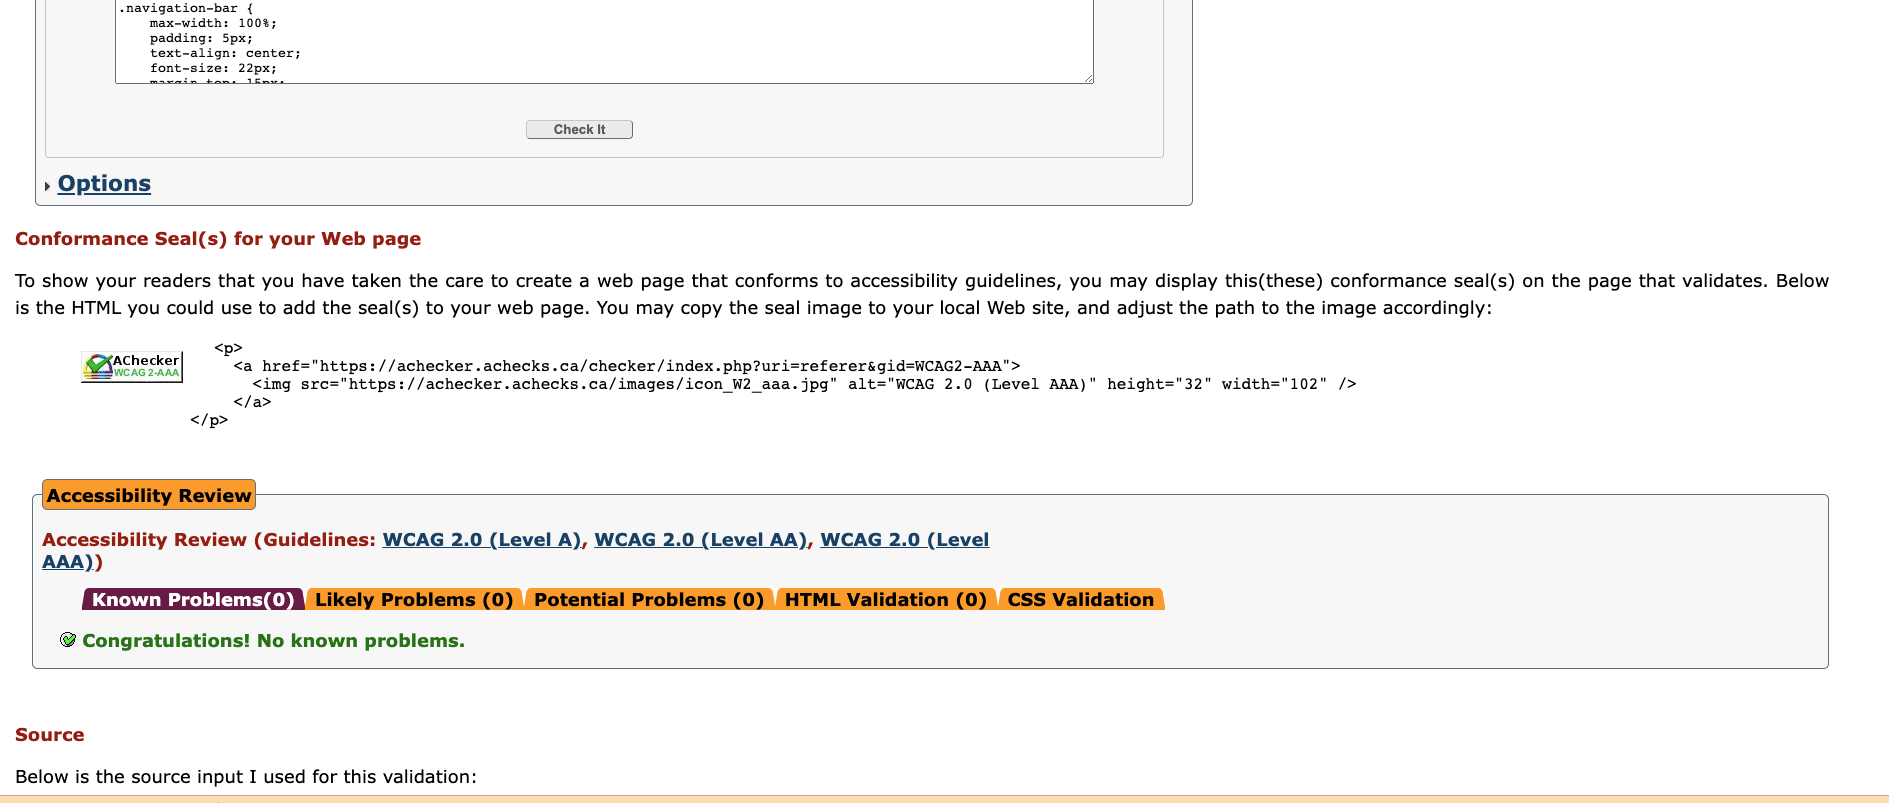 .navigation-bar {
max-width: 100%;
padding: 5px;
text-align: center;
font-size: 22px;
margin-top: 15px;
Check It
Options
Conformance Seal(s) for your Web page
To show your readers that you have taken the care to create a web page that conforms to accessibility guidelines, you may display this(these) conformance seal(s) on the page that validates. Below
is the HTML you could use to add the seal(s) to your web page. You may copy the seal image to your local Web site, and adjust the path to the image accordingly:
AChecker
WCAG 2-AAA
<p>
<a href="https://achecker.achecks.ca/checker/index.php?uri=referer&gid=WCAG2-AAA">
<img src="https://achecker.achecks.ca/images/icon_W2_aaa.jpg" alt="WCAG 2.0 (Level AAA)" height="32" width="102" />
</a>
</p>
Accessibility Review
Accessibility Review (Guidelines: WCAG 2.0 (Level A), WCAG 2.0 (Level AA), WCAG 2.0 (Level
AAA))
Known Problems(0) Likely Problems (0) Potential Problems (0) HTML Validation (0) CSS Validation
Congratulations! No known problems.
Source
Below is the source input I used for this validation: